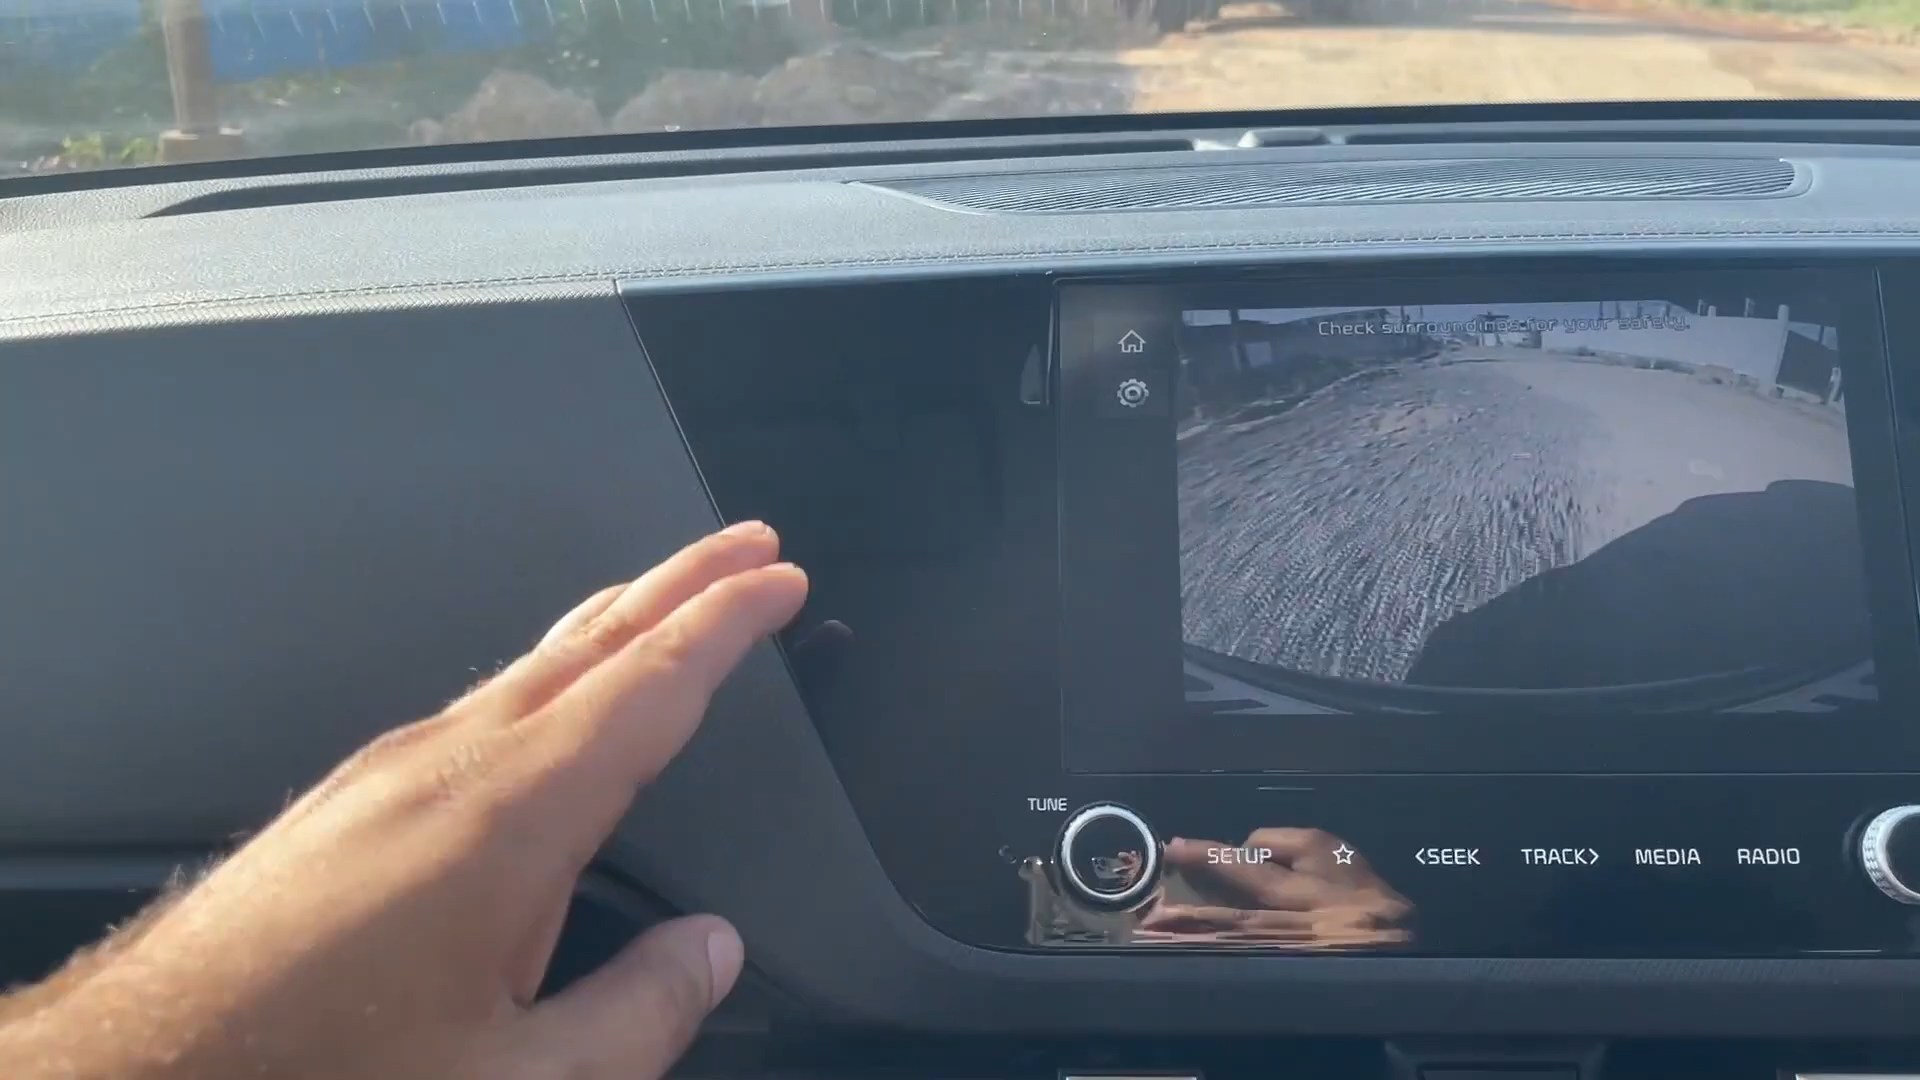 Check surroundings for your safety.
TUNE
SETUP
<SEEK
TRACK>
MEDIA
RADIO